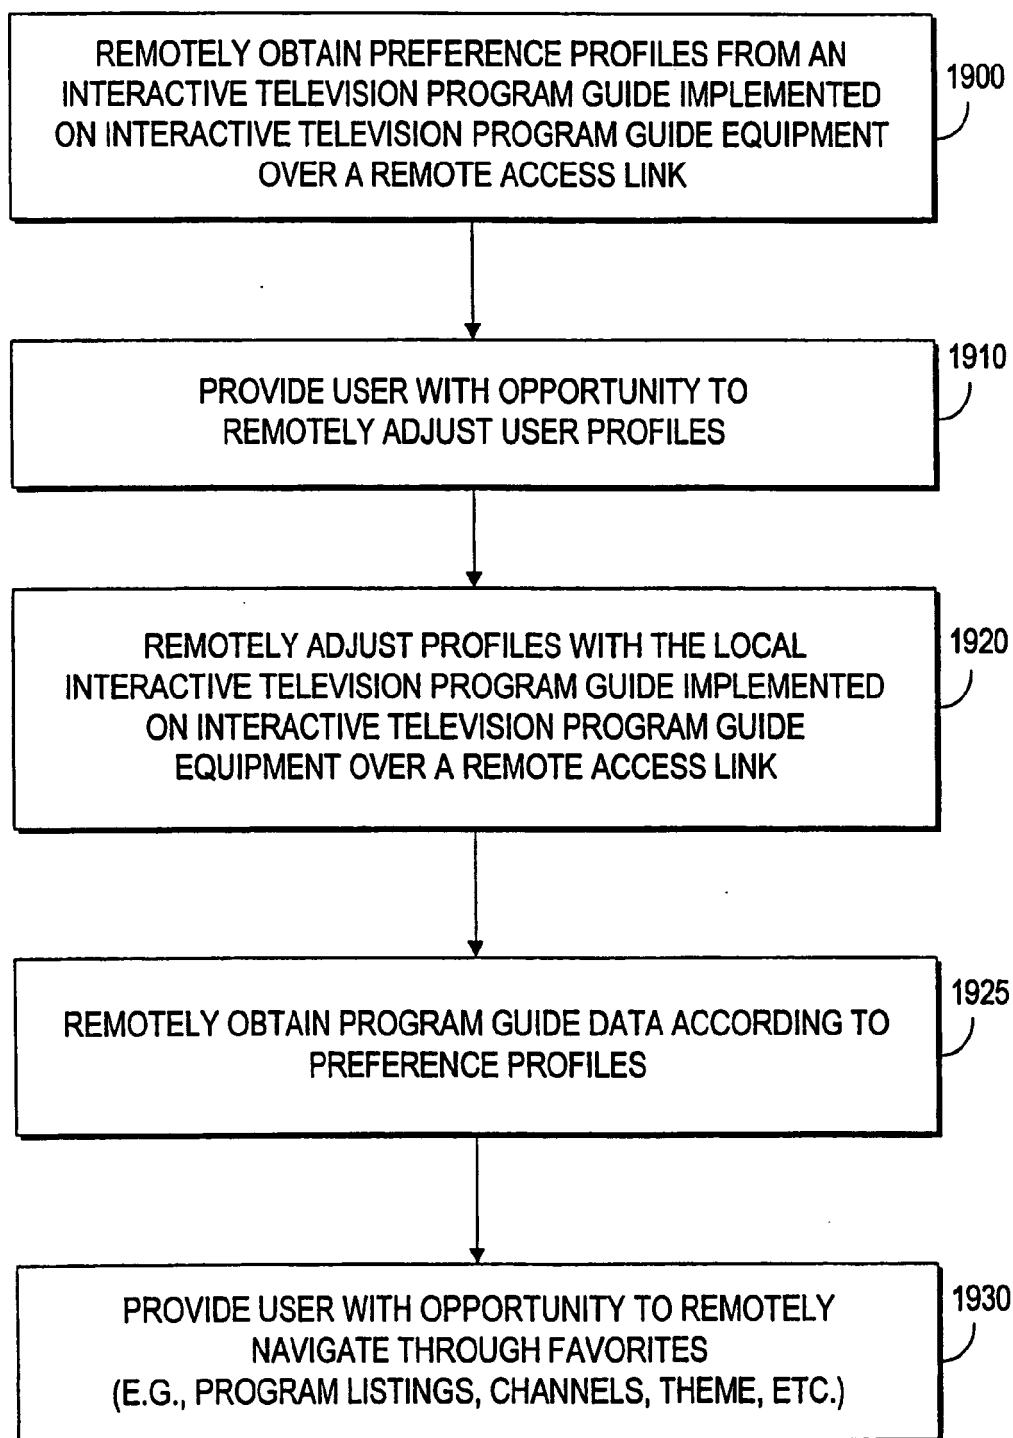 REMOTELY OBTAIN PREFERENCE PROFILES FROM AN
INTERACTIVE TELEVISION PROGRAM GUIDE IMPLEMENTED
ON INTERACTIVE TELEVISION PROGRAM GUIDE EQUIPMENT
OVER A REMOTE ACCESS LINK
1900
PROVIDE USER WITH OPPORTUNITY TO
REMOTELY ADJUST USER PROFILES
1910
REMOTELY ADJUST PROFILES WITH THE LOCAL
INTERACTIVE TELEVISION PROGRAM GUIDE IMPLEMENTED
ON INTERACTIVE TELEVISION PROGRAM GUIDE
EQUIPMENT OVER A REMOTE ACCESS LINK
1920
REMOTELY OBTAIN PROGRAM GUIDE DATA ACCORDING TO
PREFERENCE PROFILES
1925
PROVIDE USER WITH OPPORTUNITY TO REMOTELY
NAVIGATE THROUGH FAVORITES
(E.G., PROGRAM LISTINGS, CHANNELS, THEME, ETC.)
1930